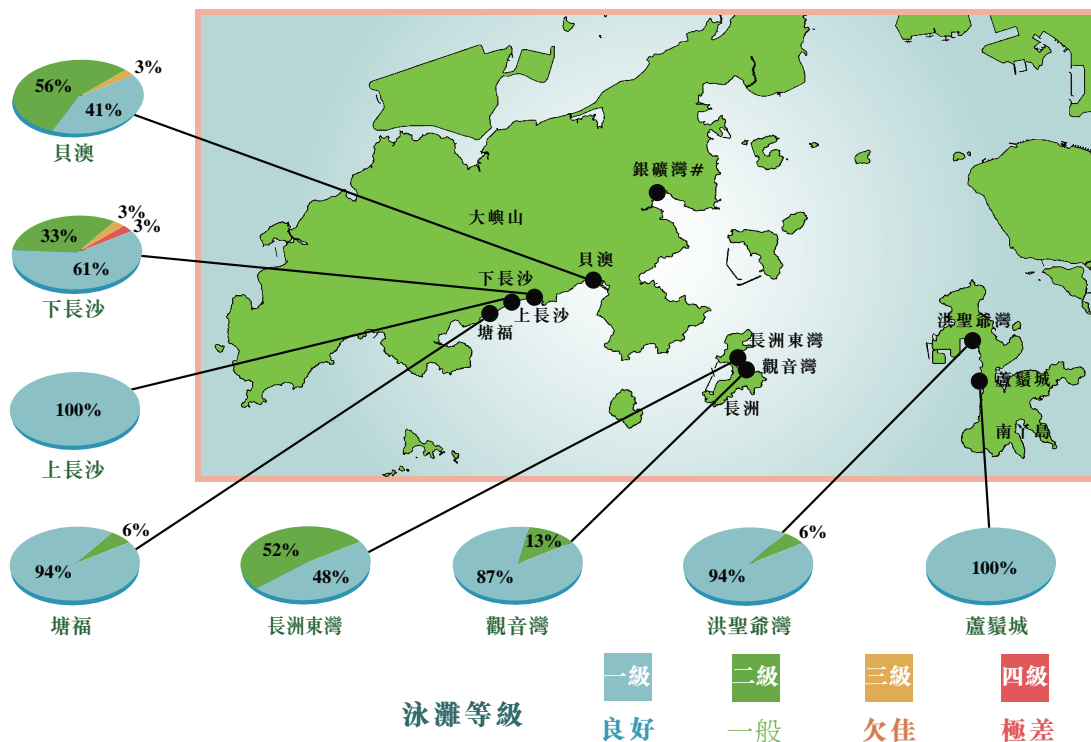 56%
3%
41%
貝澳
33%
3%
3%
61%
下長沙
100%
上長沙
94%
6%
塘福
52%
48%
長洲東灣
13%
87%
觀音灣
6%
94%
洪聖爺灣
100%
蘆鬚城
銀礦灣#
大嶼山
貝澳
下長沙
上長沙
塘福
長洲東灣
觀音灣
長洲
洪聖爺灣
蘆鬚城
南丫島
泳灘等級
一級
良好
二級
一般
三級
欠佳
四級
極差